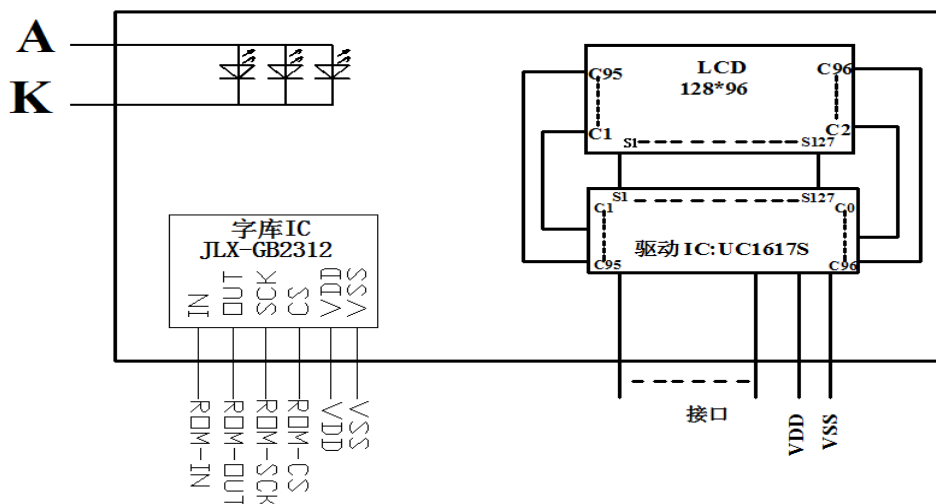 A
K
LCD
128*96
C95
C96
C1
C2
S1
S127
S1
S127
C1
C0
驱动IC:UC1617S
C95
C96
字库IC
JLX-GB2312
IN
OUT
SCK
CS
VDD
VSS
ROM-IN
ROM-OUT
ROM-SCK
ROM-CS
VDD
VSS
接口
VDD
VSS